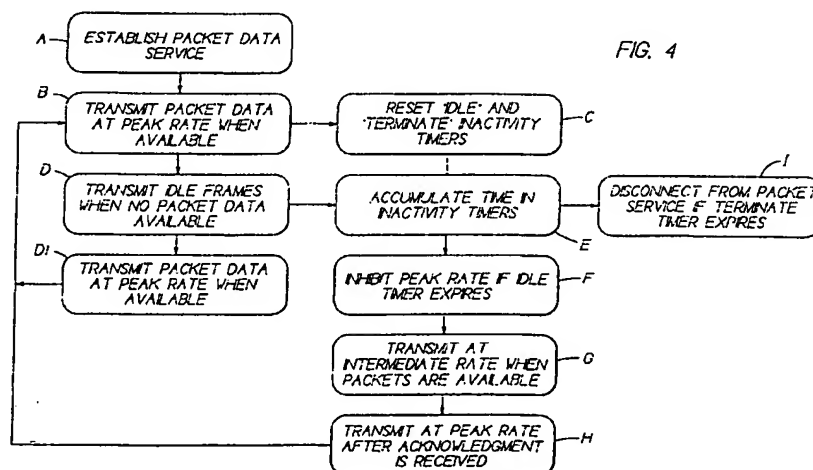 FIG. 4
A
ESTABLISH PACKET DATA
SERVICE
B
TRANSMIT PACKET DATA
AT PEAK RATE WHEN
AVAILABLE
RESET 'IDLE' AND
'TERMINATE' INACTIVITY
TIMERS
C
D
TRANSMIT IDLE FRAMES
WHEN NO PACKET DATA
AVAILABLE
ACCUMULATE TIME IN
INACTIVITY TIMERS
E
I
DISCONNECT FROM PACKET
SERVICE IF TERMINATE
TIMER EXPIRES
D1
TRANSMIT PACKET DATA
AT PEAK RATE WHEN
AVAILABLE
INHIBIT PEAK RATE IF IDLE
TIMER EXPIRES
F
TRANSMIT AT
INTERMEDIATE RATE WHEN
PACKETS ARE AVAILABLE
G
TRANSMIT AT PEAK RATE
AFTER ACKNOWLEDGMENT
IS RECEIVED
H